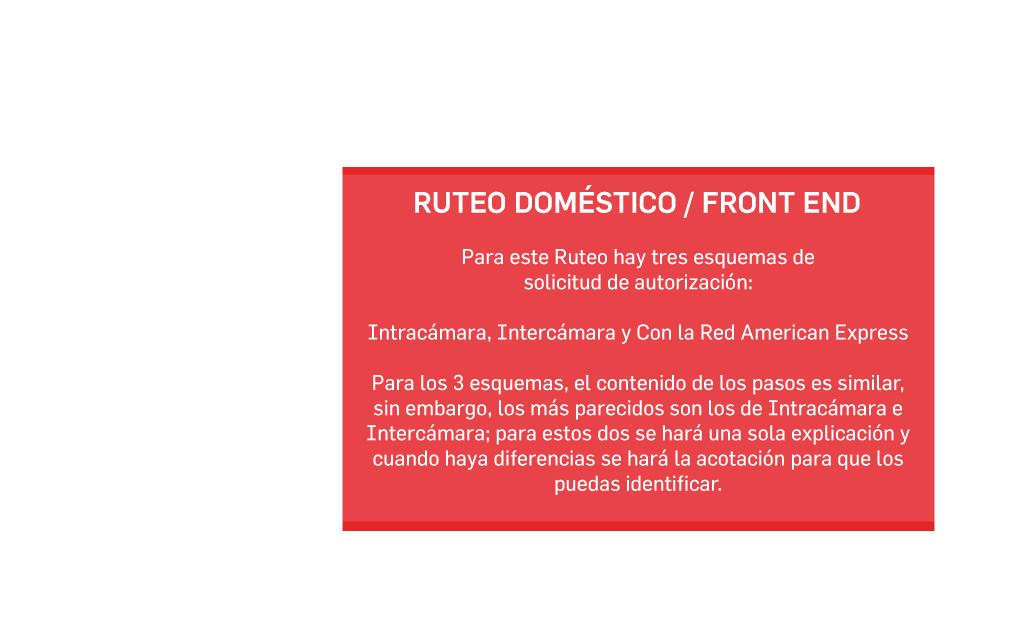 RUTEO DOMÉSTICO / FRONT END
Para este Ruteo hay tres esquemas de
solicitud de autorización:
Intracámara, Intercámara y Con la Red American Express
Para los 3 esquemas, el contenido de los pasos es similar,
sin embargo, los más parecidos son los de Intracámara e
Intercámara; para estos dos se hará una sola explicación y
cuando haya diferencias se hará la acotación para que los
puedas identificar.